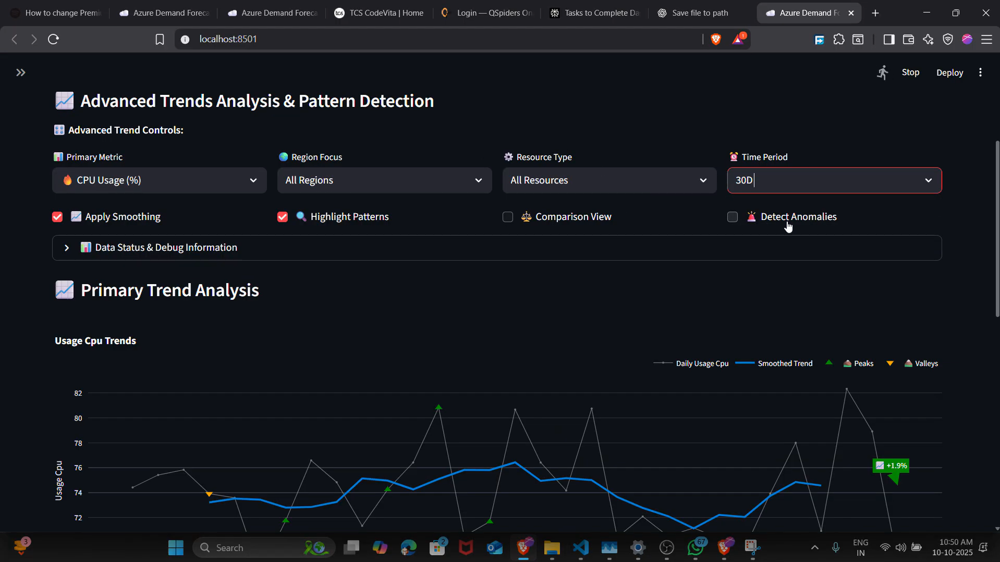 How to change Premi
Azure Demand Foreca
Azure Demand Foreca
TCS CodeVita | Home
Login — QSpiders On
Tasks to Complete Da
Save file to path
Azure Demand Fo
localhost:8501
1
Stop
Deploy
Advanced Trends Analysis & Pattern Detection
Advanced Trend Controls:
Primary Metric
Region Focus
Resource Type
Time Period
CPU Usage (%)
All Regions
All Resources
30D
Apply Smoothing
Highlight Patterns
Comparison View
Detect Anomalies
Data Status & Debug Information
Primary Trend Analysis
Usage Cpu Trends
Daily Usage Cpu
Smoothed Trend
Peaks
Valleys
82
80
78
76
74
72
Usage Cpu
+1.9%
3
Search
2
67
ENG
IN
10:50 AM
10-10-2025